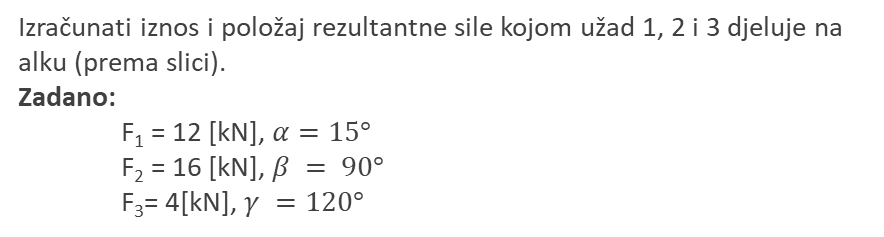 Izračunati iznos i položaj rezultantne sile kojom užad 1, 2 i 3 djeluje na
alku (prema slici).
Zadano:
F₁ = 12 [kN], 𝛼 = 15°
F₂ = 16 [kN], 𝛽 = 90°
F₃= 4[kN], 𝛾 = 120°